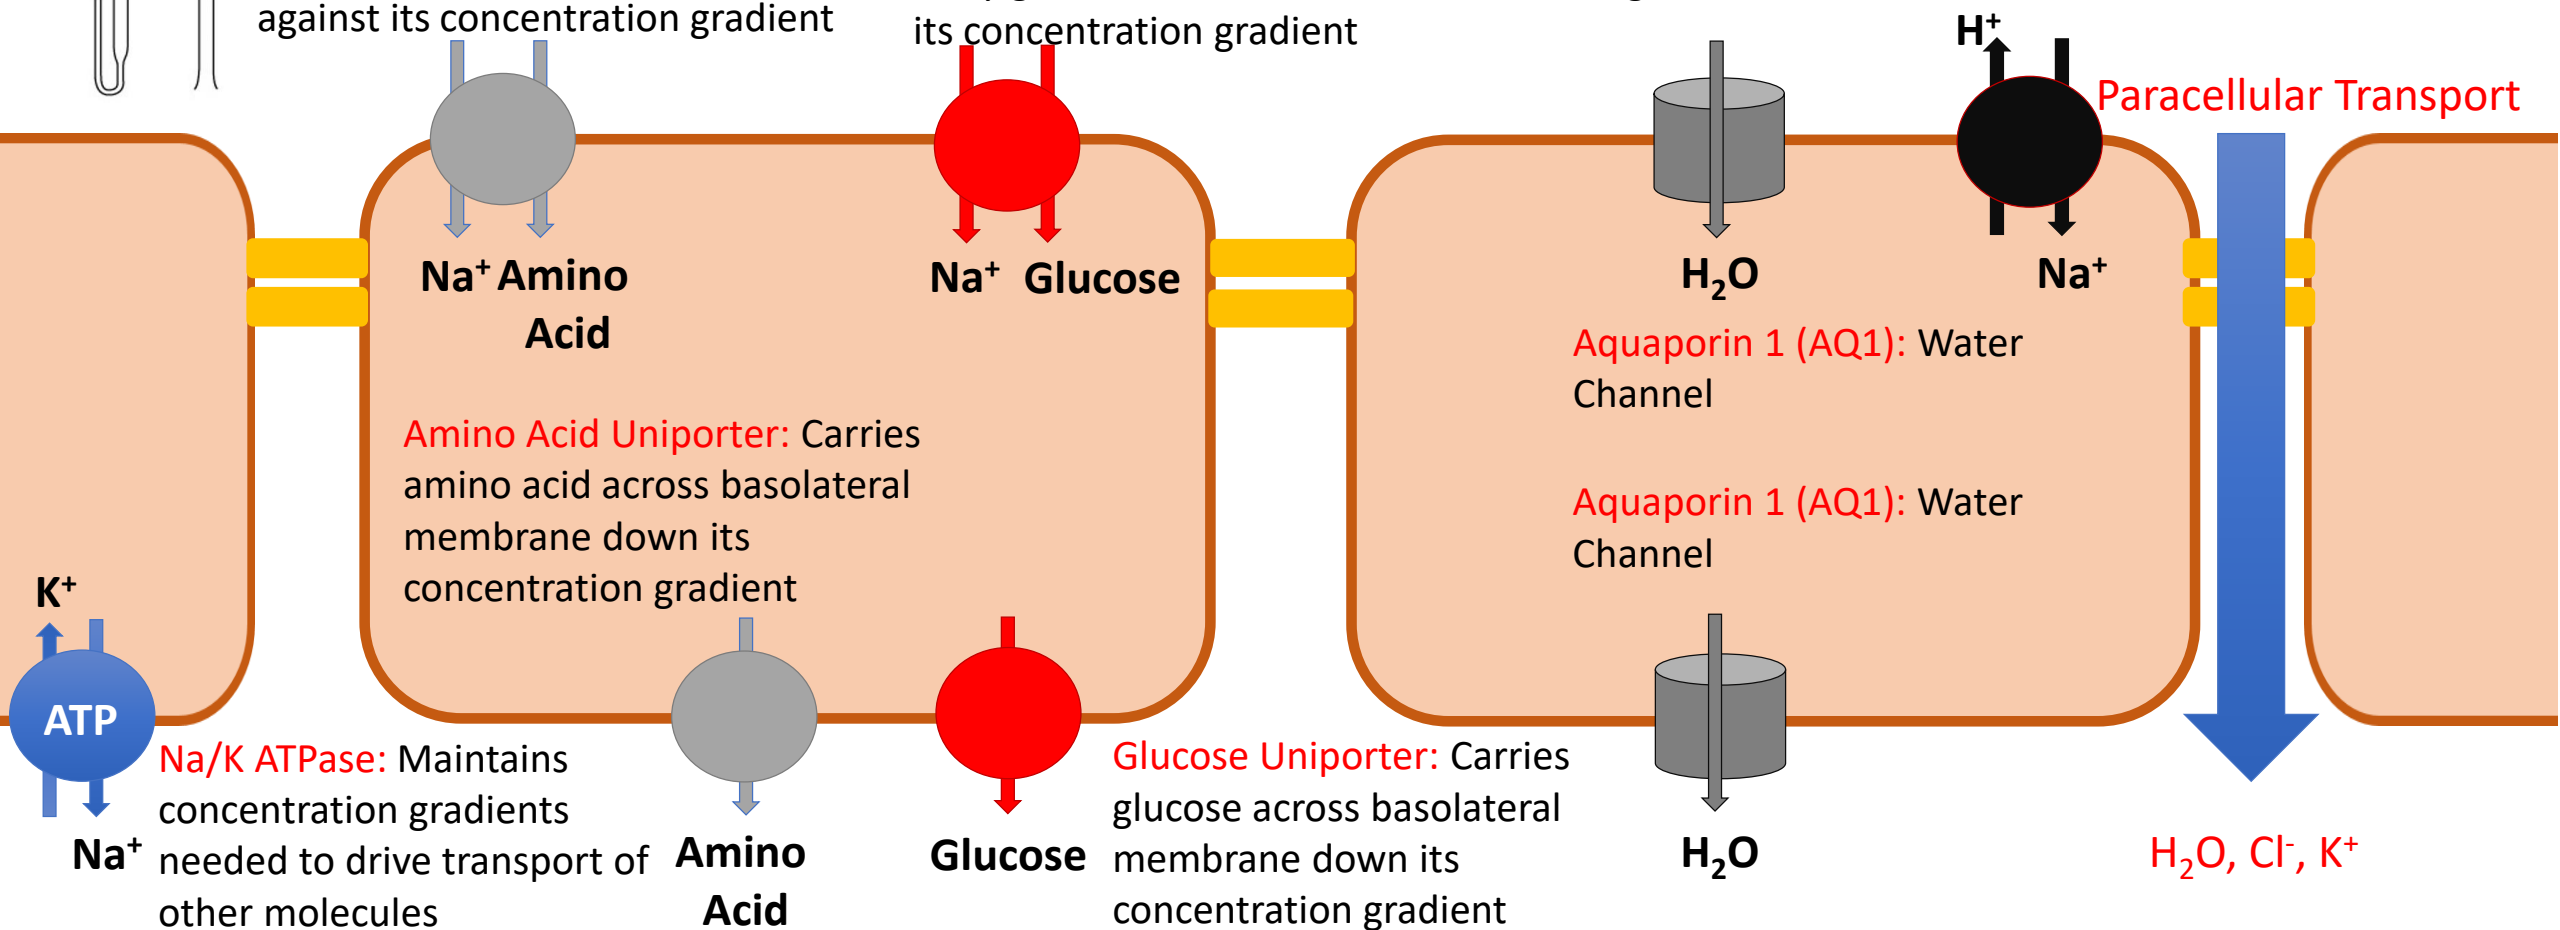 against its concentration gradient
its concentration gradient
H⁺
Paracellular Transport
Na⁺ Amino
Acid
Na⁺ Glucose
H₂O
Na⁺
Aquaporin 1 (AQ1): Water
Channel
Amino Acid Uniporter: Carries
amino acid across basolateral
membrane down its
concentration gradient
Aquaporin 1 (AQ1): Water
Channel
K⁺
ATP
Na⁺
Na/K ATPase: Maintains
concentration gradients
needed to drive transport of
other molecules
Amino
Acid
Glucose
Glucose Uniporter: Carries
glucose across basolateral
membrane down its
concentration gradient
H₂O
H₂O, Cl⁻, K⁺